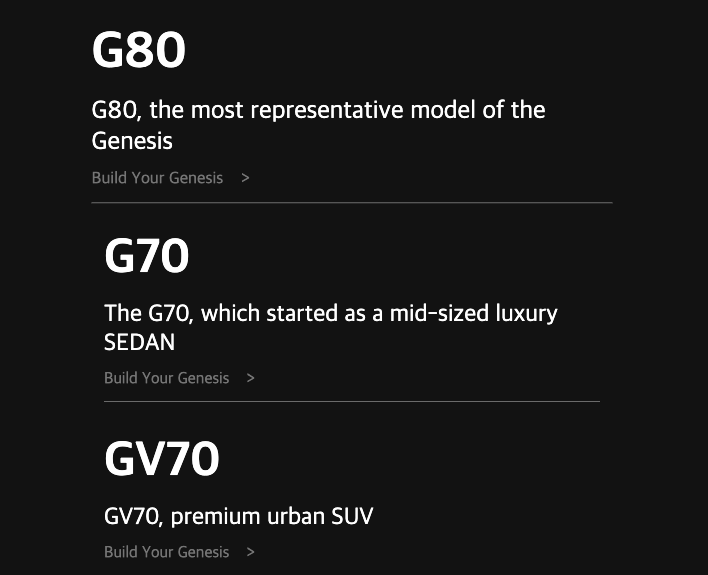 G80
G80, the most representative model of the
Genesis
Build Your Genesis >
G70
The G70, which started as a mid-sized luxury
SEDAN
Build Your Genesis >
GV70
GV70, premium urban SUV
Build Your Genesis >